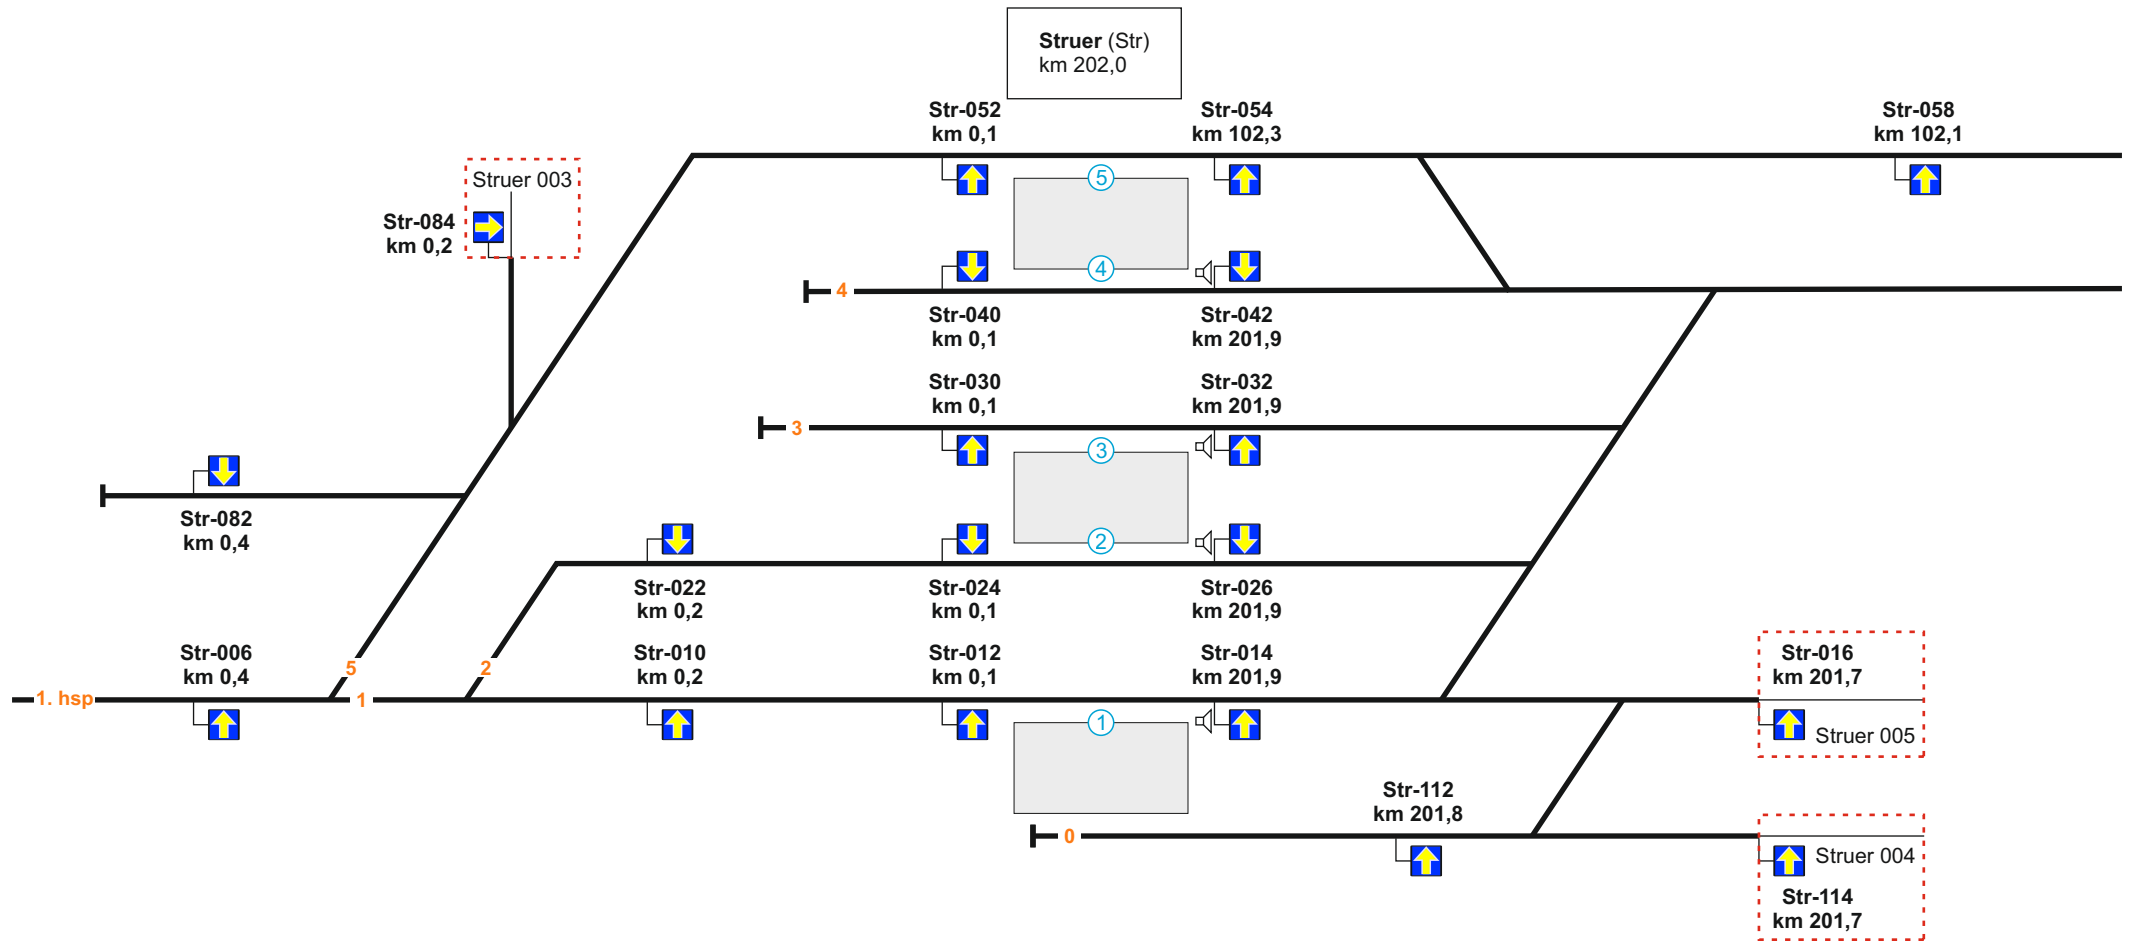 Struer (Str)
km 202,0
Str-052
km 0,1
Str-054
km 102,3
Str-058
km 102,1
Struer 003
Str-084
km 0,2
5
4
4
Str-040
km 0,1
Str-042
km 201,9
Str-030
km 0,1
Str-032
km 201,9
3
3
Str-082
km 0,4
2
Str-022
km 0,2
Str-024
km 0,1
Str-026
km 201,9
Str-006
km 0,4
5
2
Str-010
km 0,2
Str-012
km 0,1
Str-014
km 201,9
Str-016
km 201,7
1. hsp
1
1
Struer 005
Str-112
km 201,8
0
Struer 004
Str-114
km 201,7